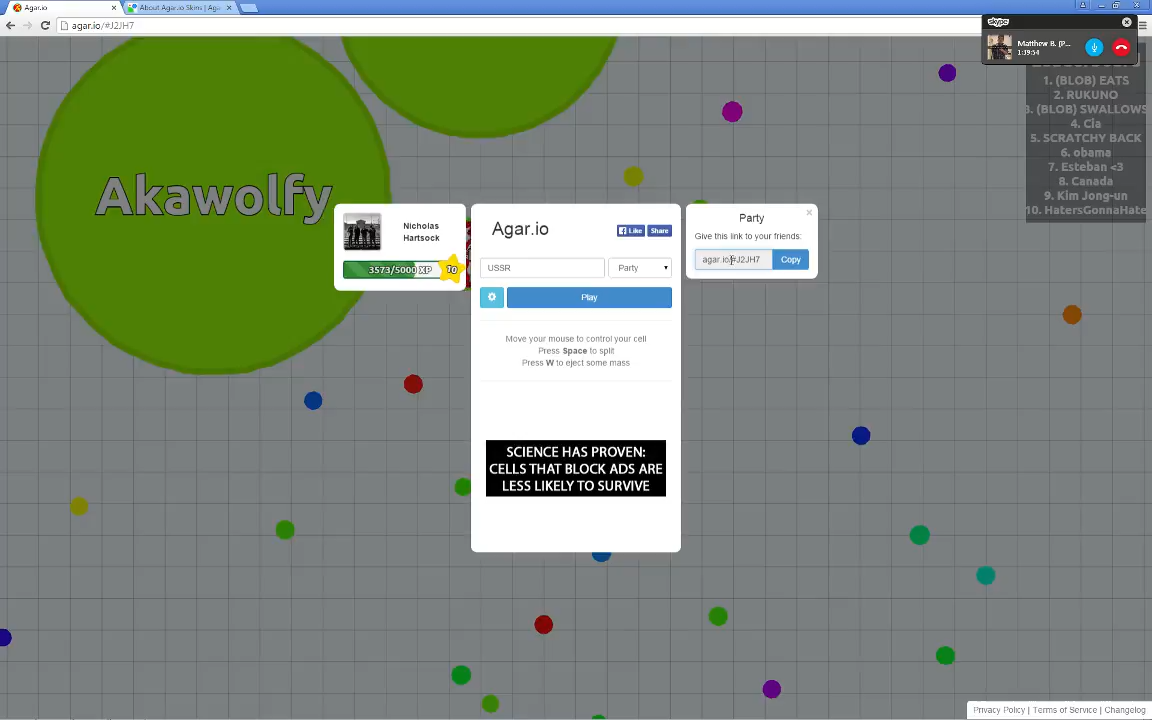 Agar.io
About Agar.io Skins | Aga
agar.io/#J2JH7
skype
Matthew B. (P...
1:39:54
1. (BLOB) EATS
2. RUKUNO
3. (BLOB) SWALLOWS
4. Cia
5. SCRATCHY BACK
6. obama
7. Esteban <3
8. Canada
9. Kim Jong-un
10. HatersGonnaHate
Akawolfy
Nicholas
Hartsock
3573/5000 XP
10
Agar.io
Like
Share
USSR
Party
Play
Move your mouse to control your cell
Press Space to split
Press W to eject some mass
SCIENCE HAS PROVEN:
CELLS THAT BLOCK ADS ARE
LESS LIKELY TO SURVIVE
Party
Give this link to your friends:
agar.io/#J2JH7
Copy
Privacy Policy | Terms of Service | Changelog